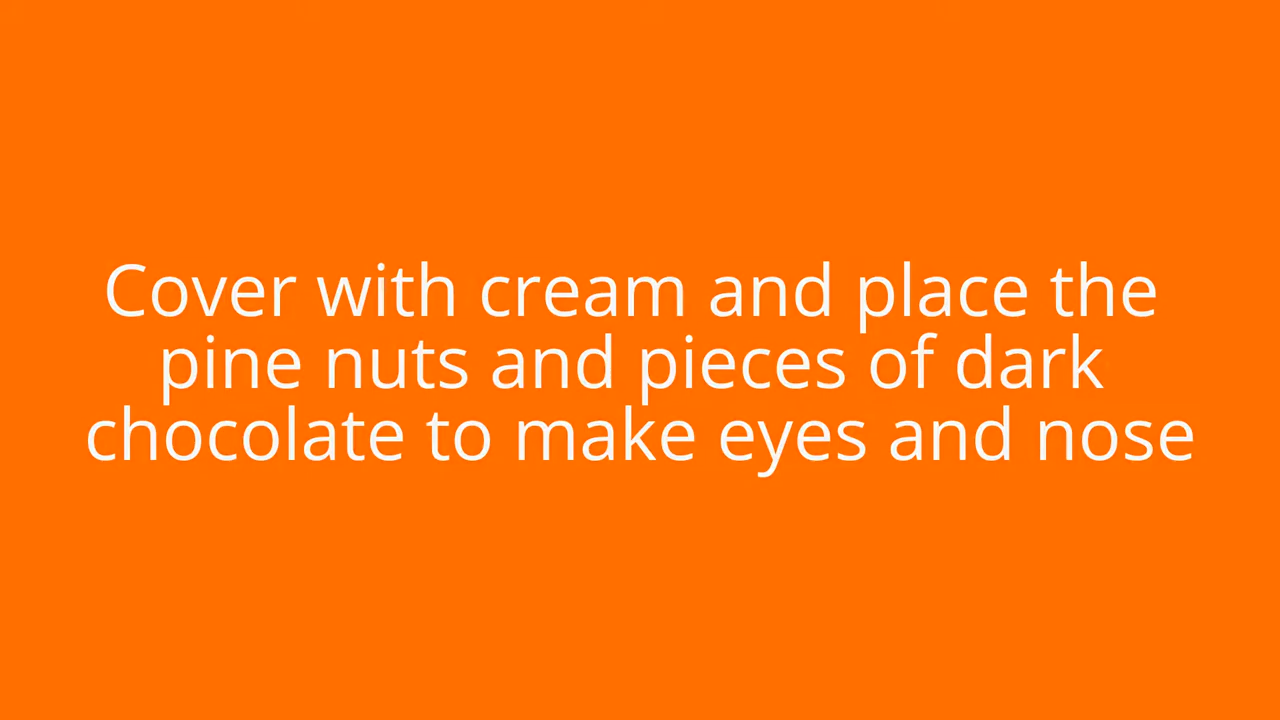 Cover with cream and place the
pine nuts and pieces of dark
chocolate to make eyes and nose